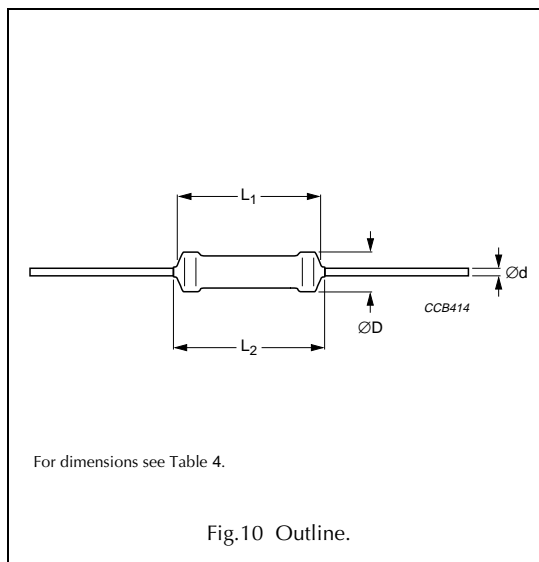 L1
Ød
CCB414
ØD
L2
For dimensions see Table 4.
Fig.10 Outline.